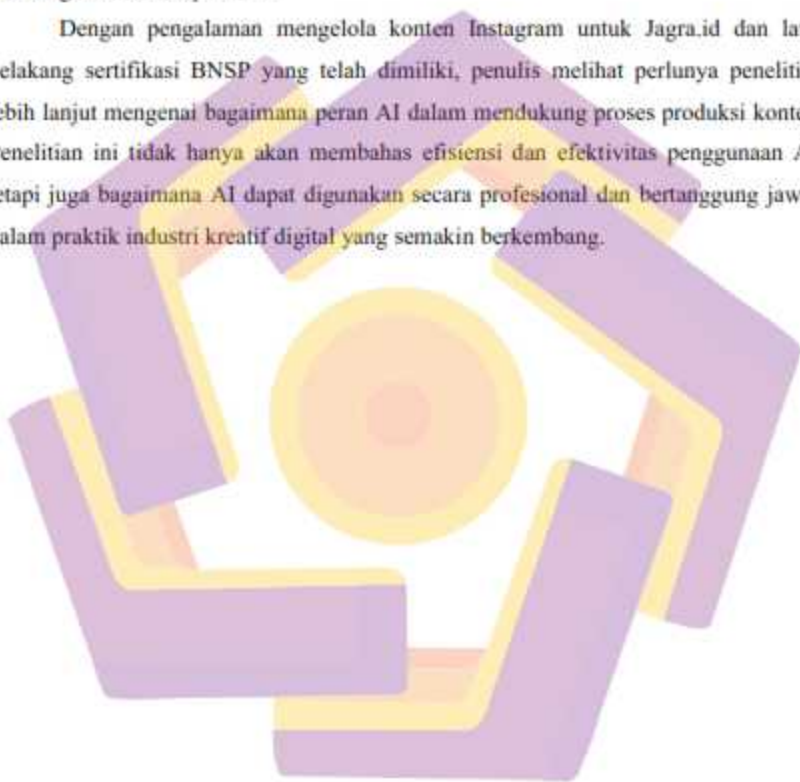 Dengan pengalaman mengelola konten Instagram untuk Jagra.id dan la
elakang sertifikasi BNSP yang telah dimiliki, penulis melihat perlunya peneliti
ebih lanjut mengenai bagaimana peran AI dalam mendukung proses produksi konte
enelitian ini tidak hanya akan membahas efisiensi dan efektivitas penggunaan A
etapi juga bagaimana AI dapat digunakan secara profesional dan bertanggung jaw
alam praktik industri kreatif digital yang semakin berkembang.